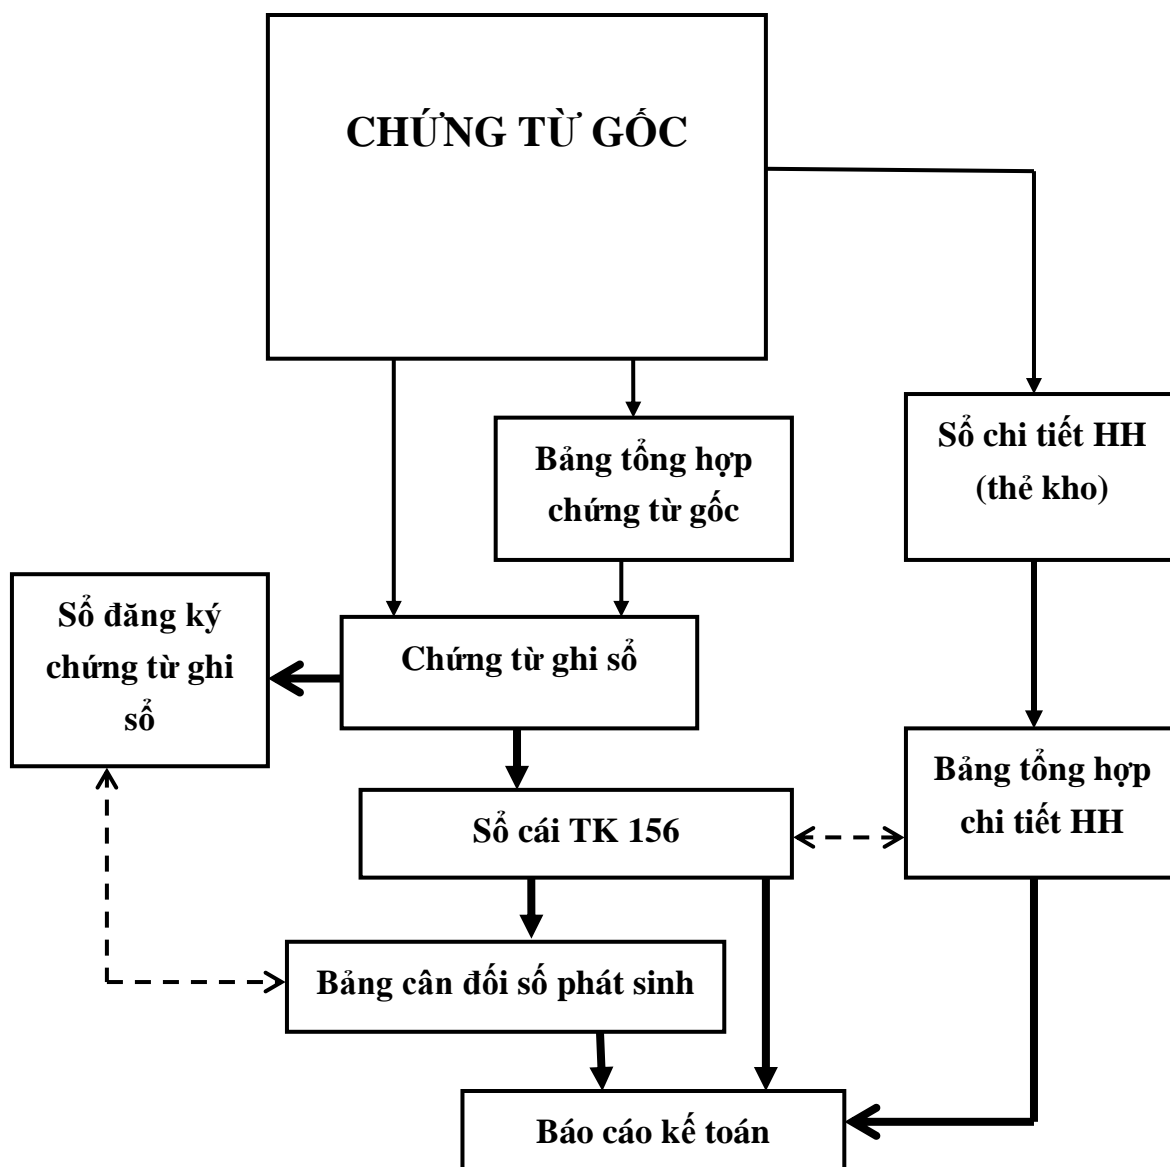 CHỨNG TỪ GỐC
Bảng tổng hợp
chứng từ gốc
Sổ chi tiết HH
(thẻ kho)
Sổ đăng ký
chứng từ ghi
sổ
Chứng từ ghi sổ
Sổ cái TK 156
Bảng tổng hợp
chi tiết HH
Bảng cân đối số phát sinh
Báo cáo kế toán